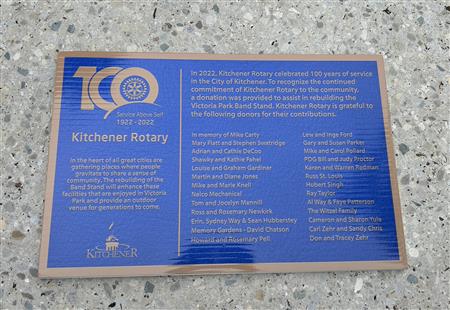 100
Service Above Self
1922 - 2022
Kitchener Rotary
In the heart of all great cities are
gathering places where people
gravitate to share a sense of
community. The rebuilding of the
Band Stand will enhance these
facilities that are enjoyed in Victoria
Park and provide an outdoor
venue for generations to come.
KITCHENER
In 2022, Kitchener Rotary celebrated 100 years of service
in the City of Kitchener. To recognize the continued
commitment of Kitchener Rotary to the community,
a donation was provided to assist in rebuilding the
Victoria Park Band Stand. Kitchener Rotary is grateful to
the following donors for their contributions.
In memory of Mike Carty
Mary Flatt and Stephen Swatridge
Adrian and Cathie DeCoo
Shawky and Kathie Fahel
Louise and Graham Gardiner
Martin and Diane Jones
Mike and Marie Knell
Nalco Mechanical
Tom and Jocelyn Mannill
Ross and Rosemary Newkirk
Erin, Sydney Way & Sean Hubberstey
Memory Gardens - David Chatson
Howard and Rosemary Pell
Lew and Inge Ford
Gary and Susan Parker
Mike and Carol Pollard
PDG Bill and Judy Proctor
Karen and Warren Redman
Russ St. Louis
Hubert Singh
Ray Taylor
Al Way & Faye Patterson
The Witzel Family
Cameron and Sharon Yule
Carl Zehr and Sandy Chris
Don and Tracey Zehr